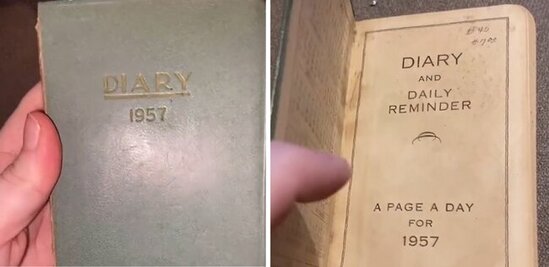 DIARY
1957
DIARY
AND
DAILY
REMINDER
A PAGE A DAY
FOR
1957